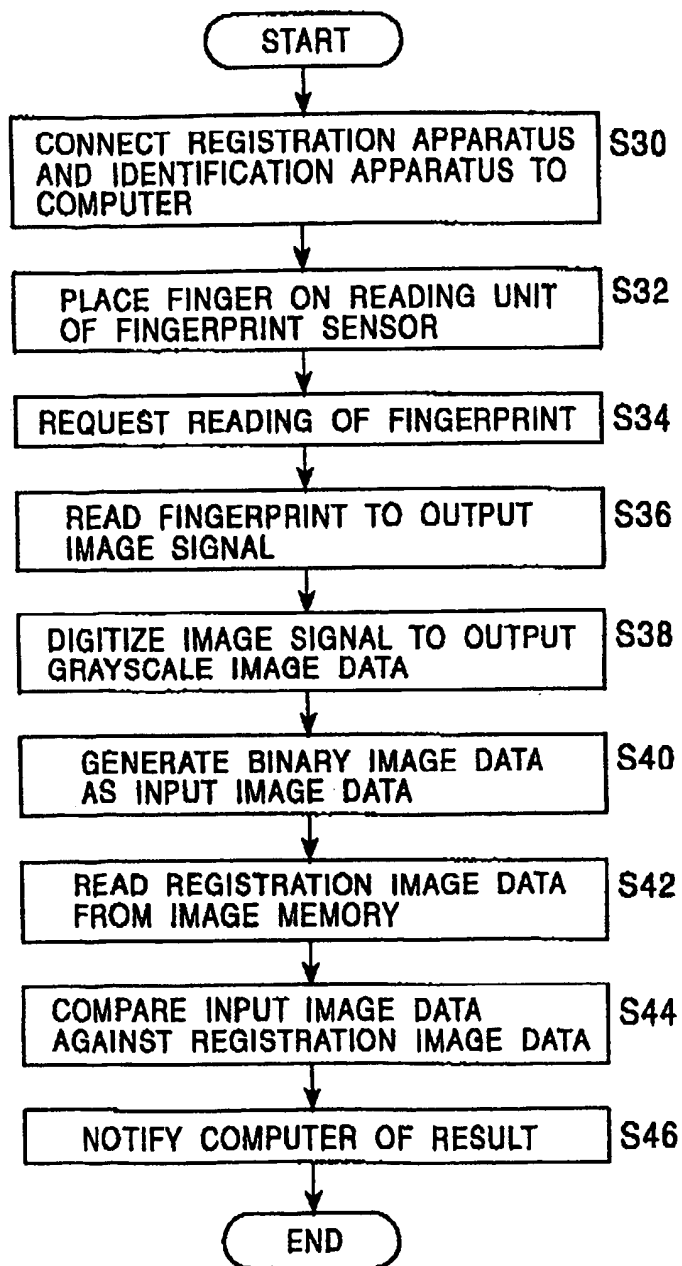 START
CONNECT REGISTRATION APPARATUS
AND IDENTIFICATION APPARATUS TO
COMPUTER
S30
PLACE FINGER ON READING UNIT
OF FINGERPRINT SENSOR
S32
REQUEST READING OF FINGERPRINT
S34
READ FINGERPRINT TO OUTPUT
IMAGE SIGNAL
S36
DIGITIZE IMAGE SIGNAL TO OUTPUT
GRAYSCALE IMAGE DATA
S38
GENERATE BINARY IMAGE DATA
AS INPUT IMAGE DATA
S40
READ REGISTRATION IMAGE DATA
FROM IMAGE MEMORY
S42
COMPARE INPUT IMAGE DATA
AGAINST REGISTRATION IMAGE DATA
S44
NOTIFY COMPUTER OF RESULT
S46
END